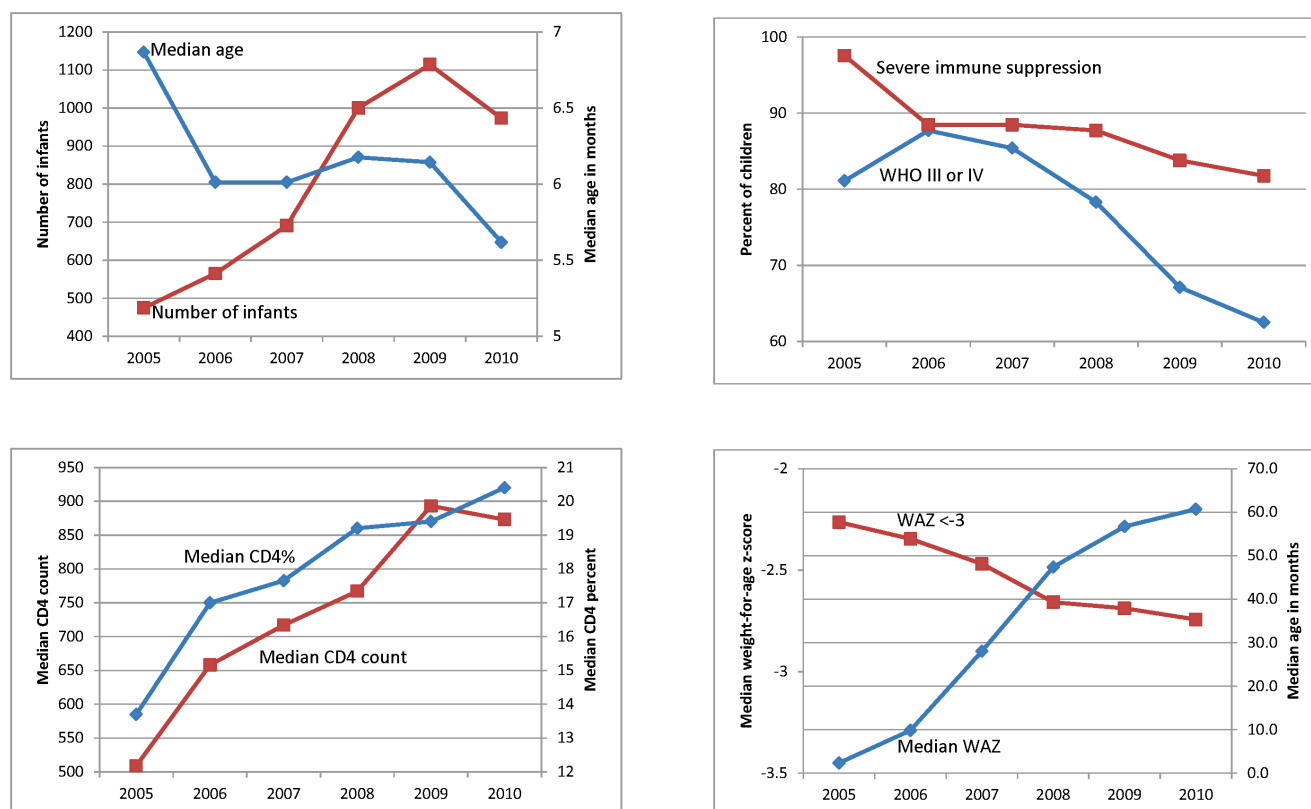 1200
1100
1000
900
800
700
600
500
400
Number of infants
7
6.5
6
5.5
5
Median age in months
Median age
Number of infants
2005 2006 2007 2008 2009 2010
100
90
80
70
60
Percent of children
Severe immune suppression
WHO III or IV
2005 2006 2007 2008 2009 2010
950
900
850
800
750
700
650
600
550
500
Median CD4 count
21
20
19
18
17
16
15
14
13
12
Median CD4 percent
Median CD4%
Median CD4 count
2005 2006 2007 2008 2009 2010
-2
-2.5
-3
-3.5
Median weight-for-age z-score
70.0
60.0
50.0
40.0
30.0
20.0
10.0
0.0
Median age in months
WAZ <-3
Median WAZ
2005 2006 2007 2008 2009 2010